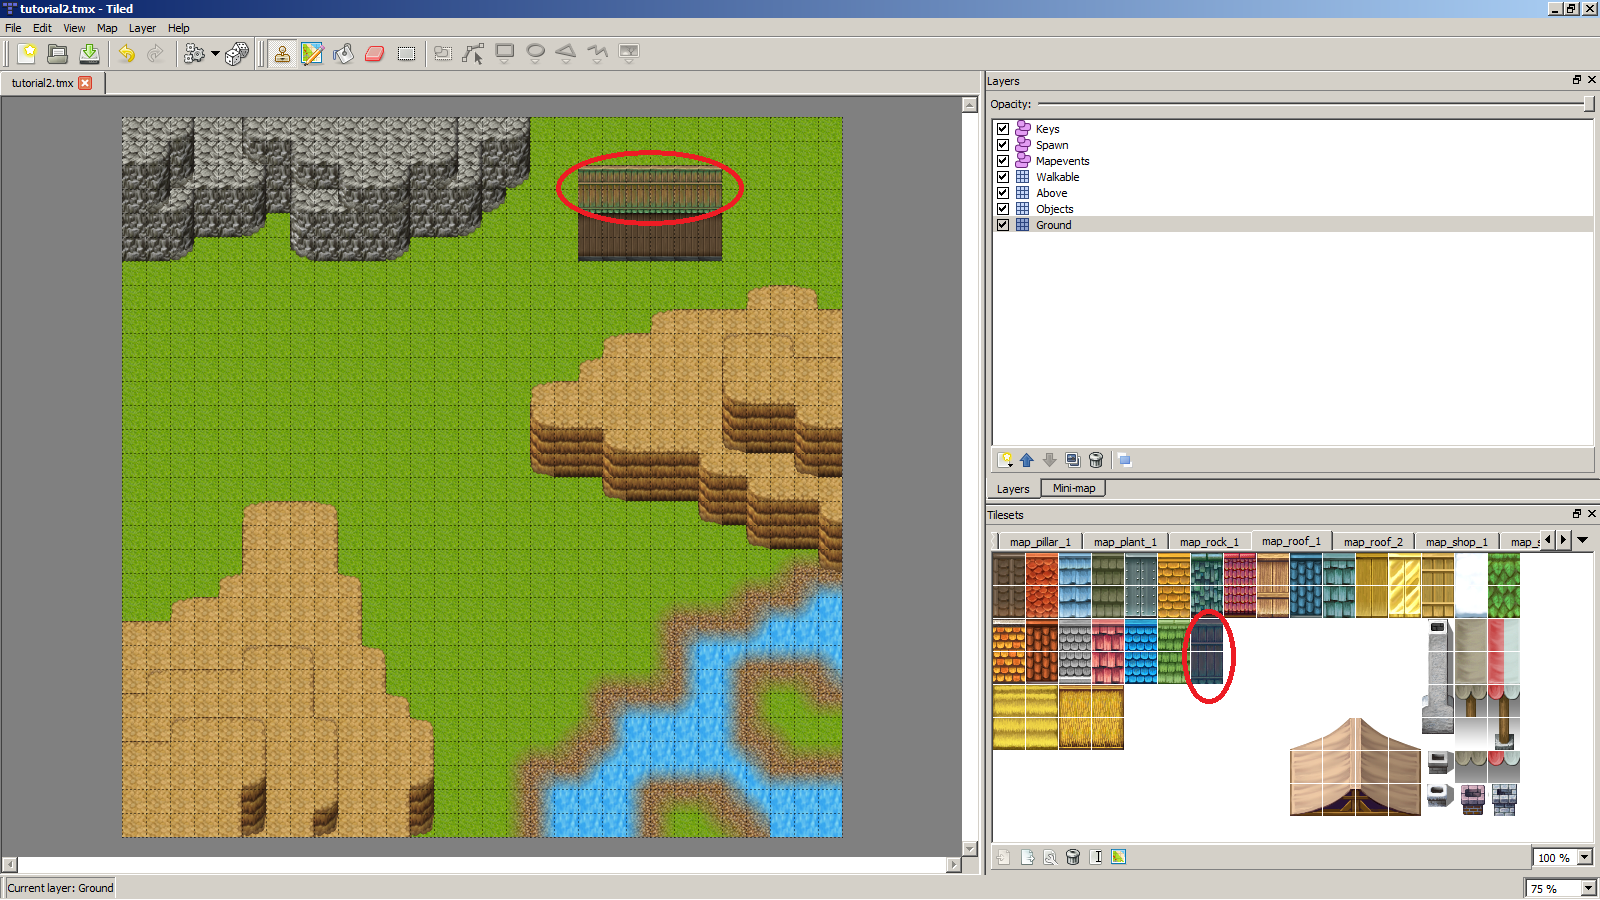 tutorial2.tmx - Tiled
File Edit View Map Layer Help
tutorial2.tmx
Layers
Opacity:
Keys
Spawn
Mapevents
Walkable
Above
Objects
Ground
Layers Mini-map
Tilesets
map_pillar_1 map_plant_1 map_rock_1 map_roof_1 map_roof_2 map_shop_1
100 %
Current layer: Ground
75 %